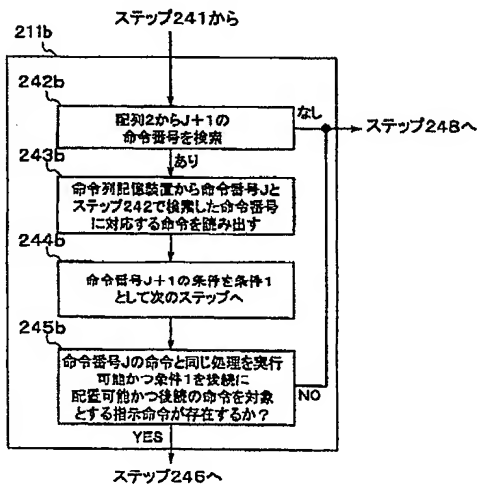 ステップ241から
211b
242b
配列2からJ+1の
命令番号を検索
なし
ステップ248へ
あり
243b
命令列記憶装置から命令番号Jと
ステップ242で検索した命令番号
に対応する命令を読み出す
244b
命令番号J+1の条件を条件1
として次のステップへ
245b
命令番号Jの命令と同じ処理を実行
可能かつ条件1を後続に
配置可能かつ後続の命令を対象
とする指示命令が存在するか?
NO
YES
ステップ246へ